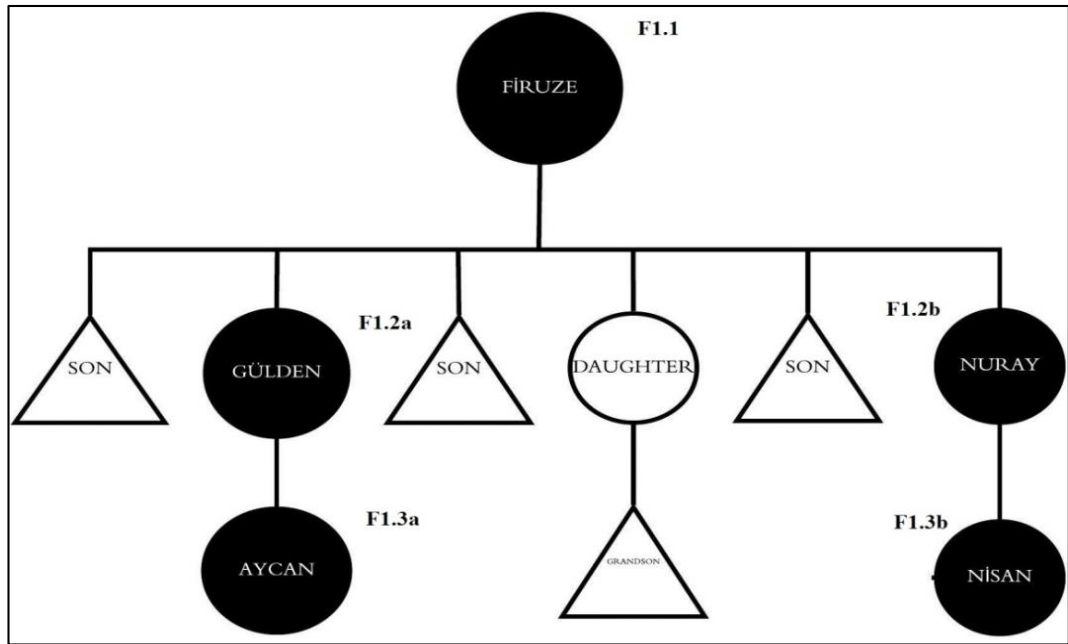 F1.1
FİRUZE
F1.2a
F1.2b
SON
GÜLDEN
SON
DAUGHTER
SON
NURAY
F1.3a
F1.3b
AYCAN
GRANDSON
NİSAN